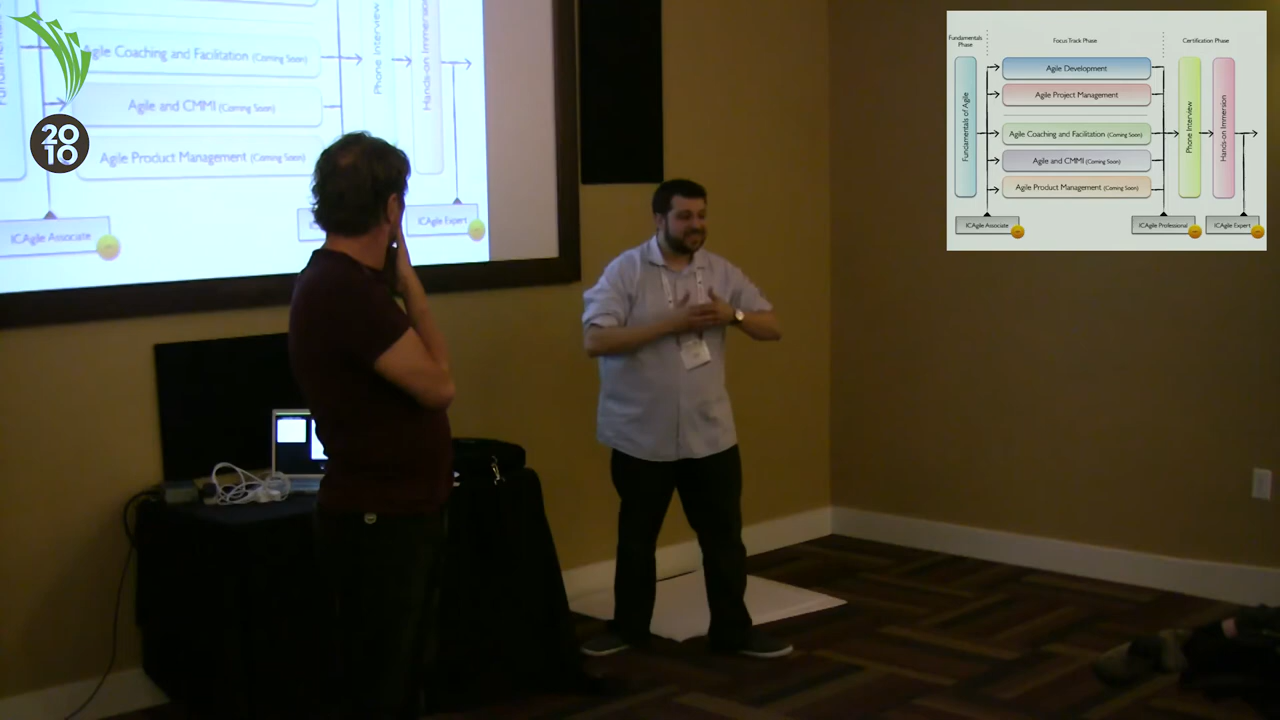 Fundamenta
Agile Coaching and Facilitation (Coming Soon)
Agile and CMMI (Coming Soon)
Agile Product Management (Coming Soon)
Phone Interview
Hands-on Immers
ICAgile Associate
ICAgile Expert
2010
Fundamentals Phase
Focus Track Phase
Certification Phase
Fundamentals of Agile
Agile Development
Agile Project Management
Agile Coaching and Facilitation (Coming Soon)
Agile and CMMI (Coming Soon)
Agile Product Management (Coming Soon)
Phone Interview
Hands-on Immersion
ICAgile Associate
ICAgile Professional
ICAgile Expert